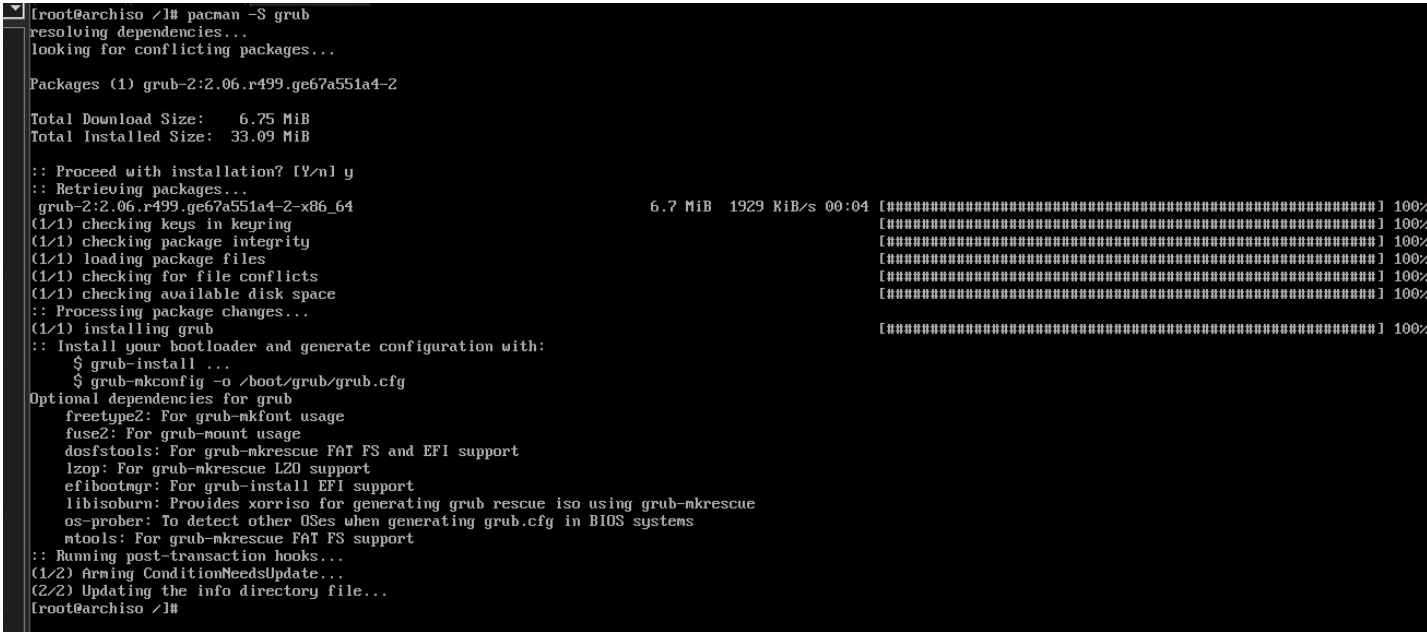 [root@archiso /]# pacman -S grub
resolving dependencies...
looking for conflicting packages...
Packages (1) grub-2:2.06.r499.ge67a551a4-2
Total Download Size:    6.75 MiB
Total Installed Size:  33.09 MiB
:: Proceed with installation? [Y/n] y
:: Retrieving packages...
 grub-2:2.06.r499.ge67a551a4-2-x86_64 6.7 MiB  1929 KiB/s 00:04 [########################################################] 100%
(1/1) checking keys in keyring [########################################################] 100%
(1/1) checking package integrity [########################################################] 100%
(1/1) loading package files [########################################################] 100%
(1/1) checking for file conflicts [########################################################] 100%
(1/1) checking available disk space [########################################################] 100%
:: Processing package changes...
(1/1) installing grub [########################################################] 100%
:: Install your bootloader and generate configuration with:
     $ grub-install ...
     $ grub-mkconfig -o /boot/grub/grub.cfg
Optional dependencies for grub
    freetype2: For grub-mkfont usage
    fuse2: For grub-mount usage
    dosfstools: For grub-mkrescue FAT FS and EFI support
    lzop: For grub-mkrescue LZO support
    efibootmgr: For grub-install EFI support
    libisoburn: Provides xorriso for generating grub rescue iso using grub-mkrescue
    os-prober: To detect other OSes when generating grub.cfg in BIOS systems
    mtools: For grub-mkrescue FAT FS support
:: Running post-transaction hooks...
(1/2) Arming ConditionNeedsUpdate...
(2/2) Updating the info directory file...
[root@archiso /]#